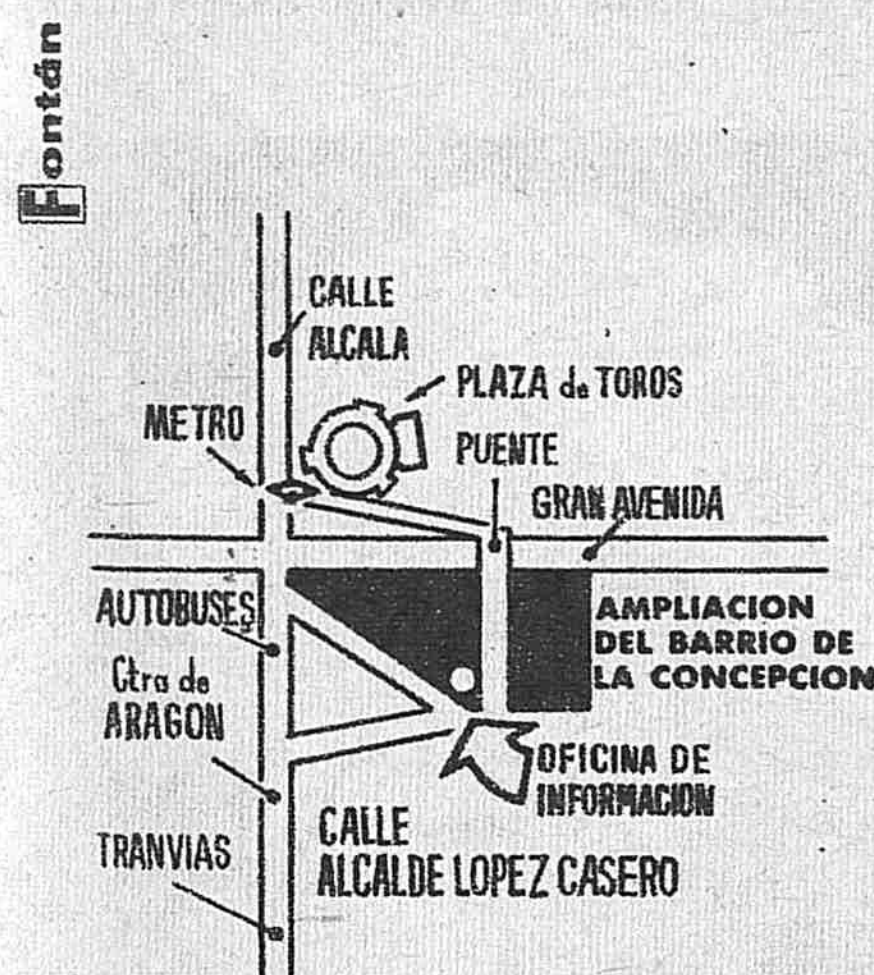 Fontán
CALLE
ALCALA
PLAZA de TOROS
METRO
PUENTE
GRAN AVENIDA
AUTOBUSES
AMPLIACION
DEL BARRIO DE
LA CONCEPCION
Ctra de
ARAGON
OFICINA DE
INFORMACION
TRANVIAS
CALLE
ALCALDE LOPEZ CASERO